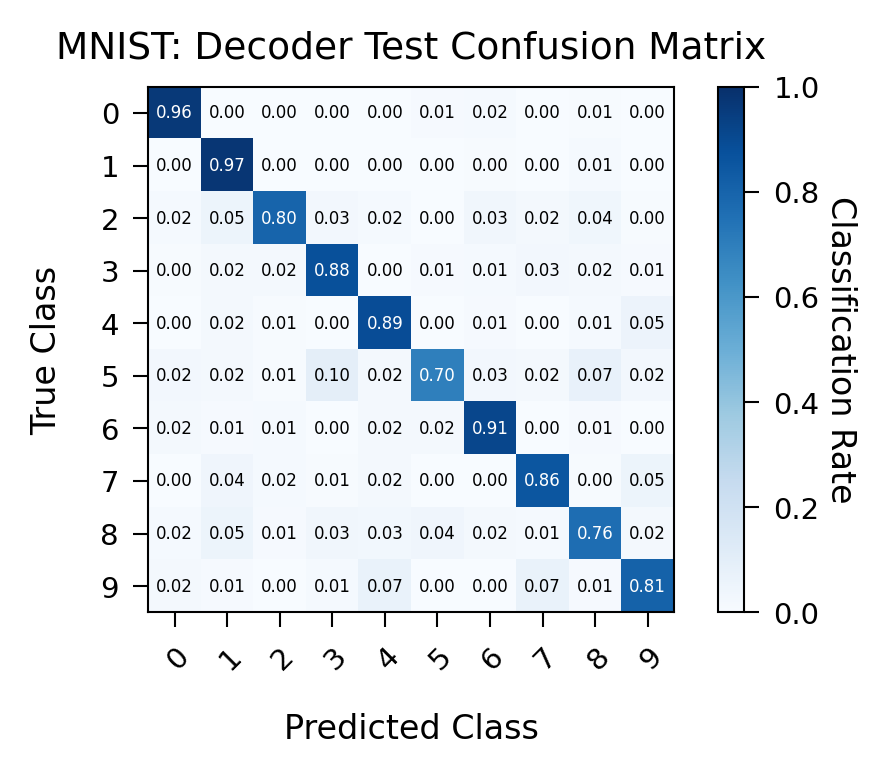 MNIST: Decoder Test Confusion Matrix
0 0.96 0.00 0.00 0.00 0.00 0.01 0.02 0.00 0.01 0.00
1 0.00 0.97 0.00 0.00 0.00 0.00 0.00 0.00 0.01 0.00
2 0.02 0.05 0.80 0.03 0.02 0.00 0.03 0.02 0.04 0.00
3 0.00 0.02 0.02 0.88 0.00 0.01 0.01 0.03 0.02 0.01
4 0.00 0.02 0.01 0.00 0.89 0.00 0.01 0.00 0.01 0.05
5 0.02 0.02 0.01 0.10 0.02 0.70 0.03 0.02 0.07 0.02
6 0.02 0.01 0.01 0.00 0.02 0.02 0.91 0.00 0.01 0.00
7 0.00 0.04 0.02 0.01 0.02 0.00 0.00 0.86 0.00 0.05
8 0.02 0.05 0.01 0.03 0.03 0.04 0.02 0.01 0.76 0.02
9 0.02 0.01 0.00 0.01 0.07 0.00 0.00 0.07 0.01 0.81
0 1 2 3 4 5 6 7 8 9
Predicted Class
True Class
1.0
0.8
0.6
0.4
0.2
0.0
Classification Rate